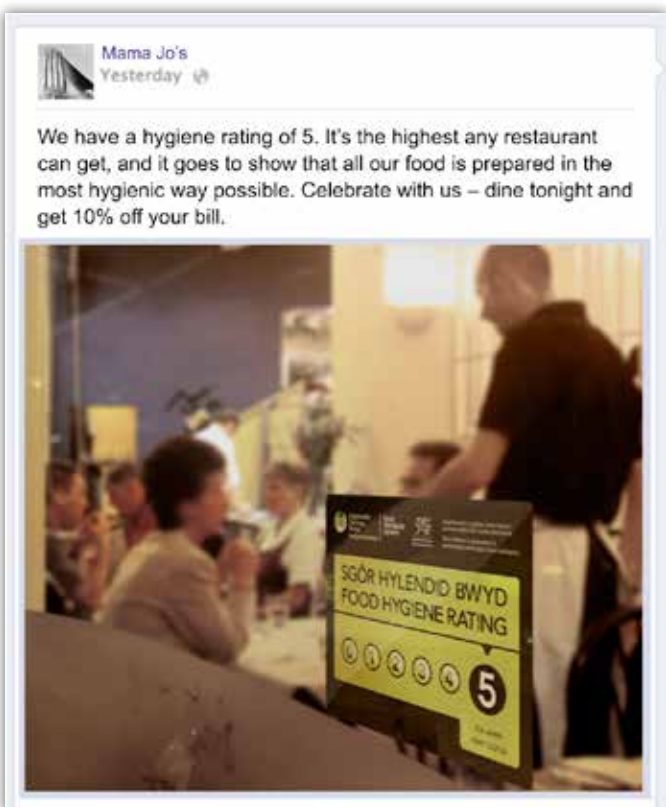 Mama Jo's
Yesterday
We have a hygiene rating of 5. It's the highest any restaurant
can get, and it goes to show that all our food is prepared in the
most hygienic way possible. Celebrate with us – dine tonight and
get 10% off your bill.
SGÔR HYLENDID BWYD
FOOD HYGIENE RATING
0 1 2 3 4 5